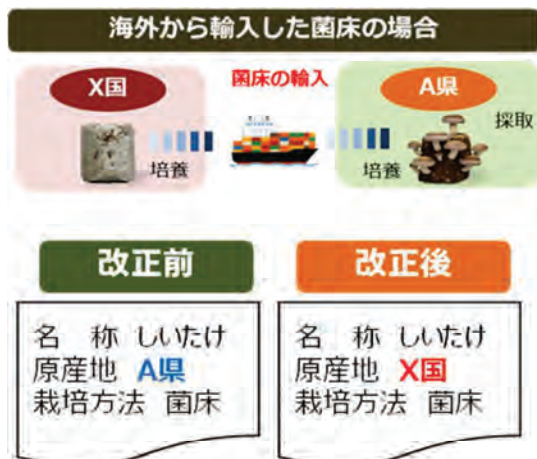 海外から輸入した菌床の場合
X国
菌床の輸入
A県
採取
培養
培養
改正前
改正後
名　称 しいたけ
原産地 A県
栽培方法 菌床
名　称 しいたけ
原産地 X国
栽培方法 菌床